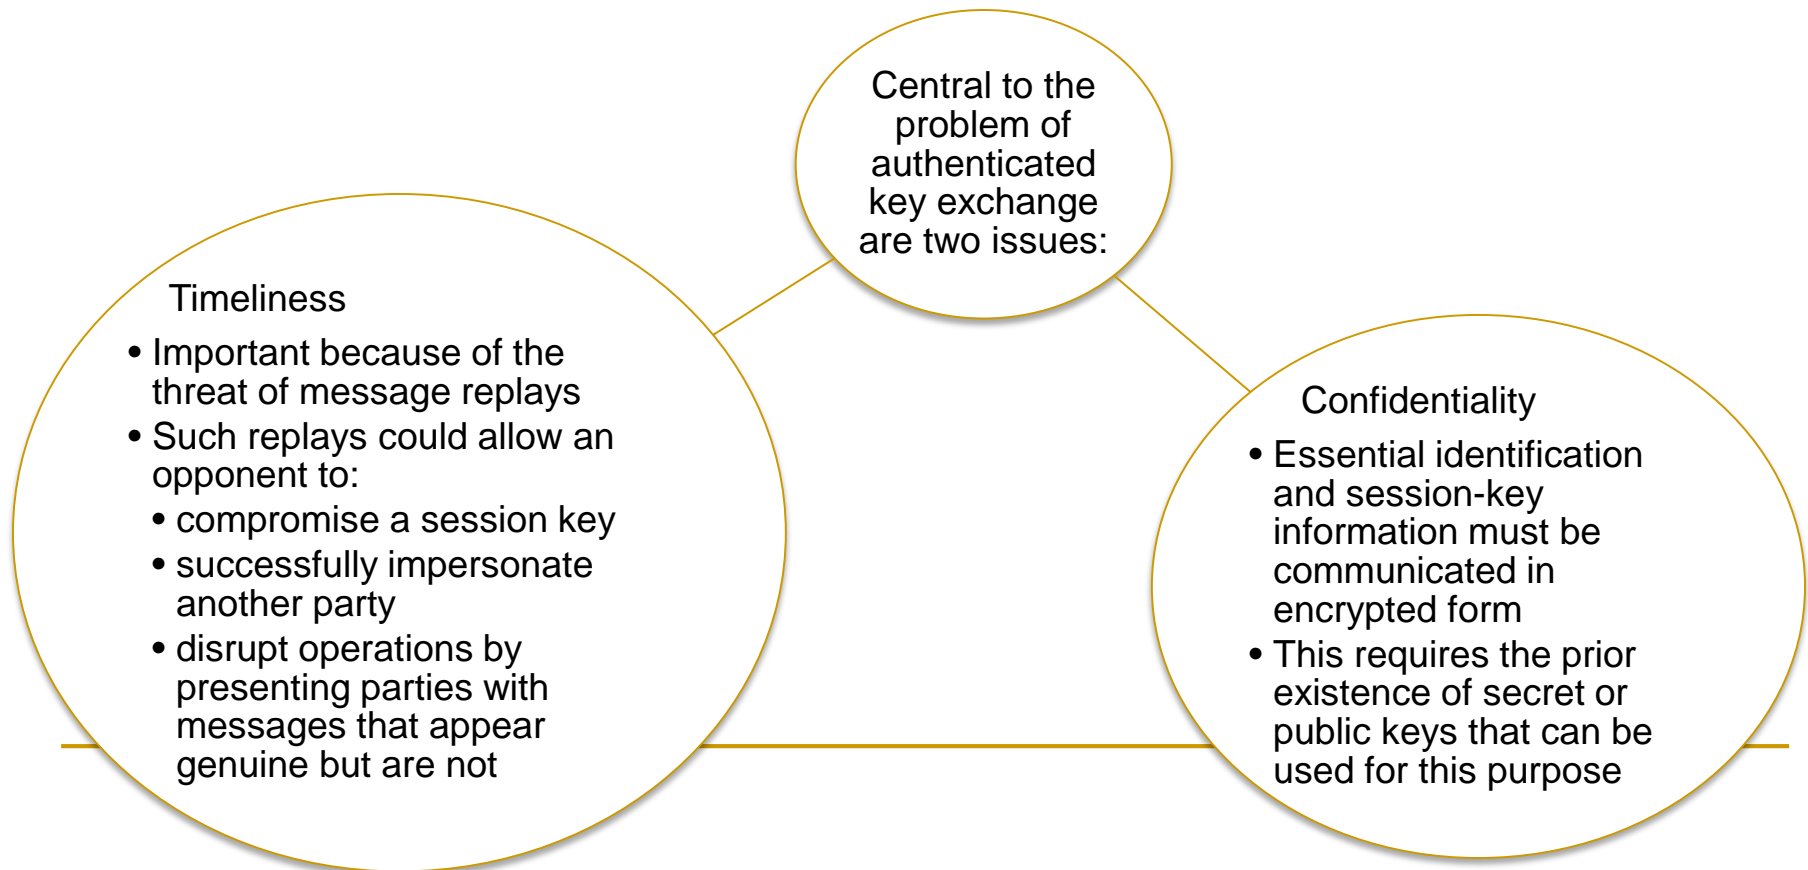 Central to the
problem of
authenticated
key exchange
are two issues:
Timeliness
• Important because of the
threat of message replays
• Such replays could allow an
opponent to:
• compromise a session key
• successfully impersonate
another party
• disrupt operations by
presenting parties with
messages that appear
genuine but are not
Confidentiality
• Essential identification
and session-key
information must be
communicated in
encrypted form
• This requires the prior
existence of secret or
public keys that can be
used for this purpose